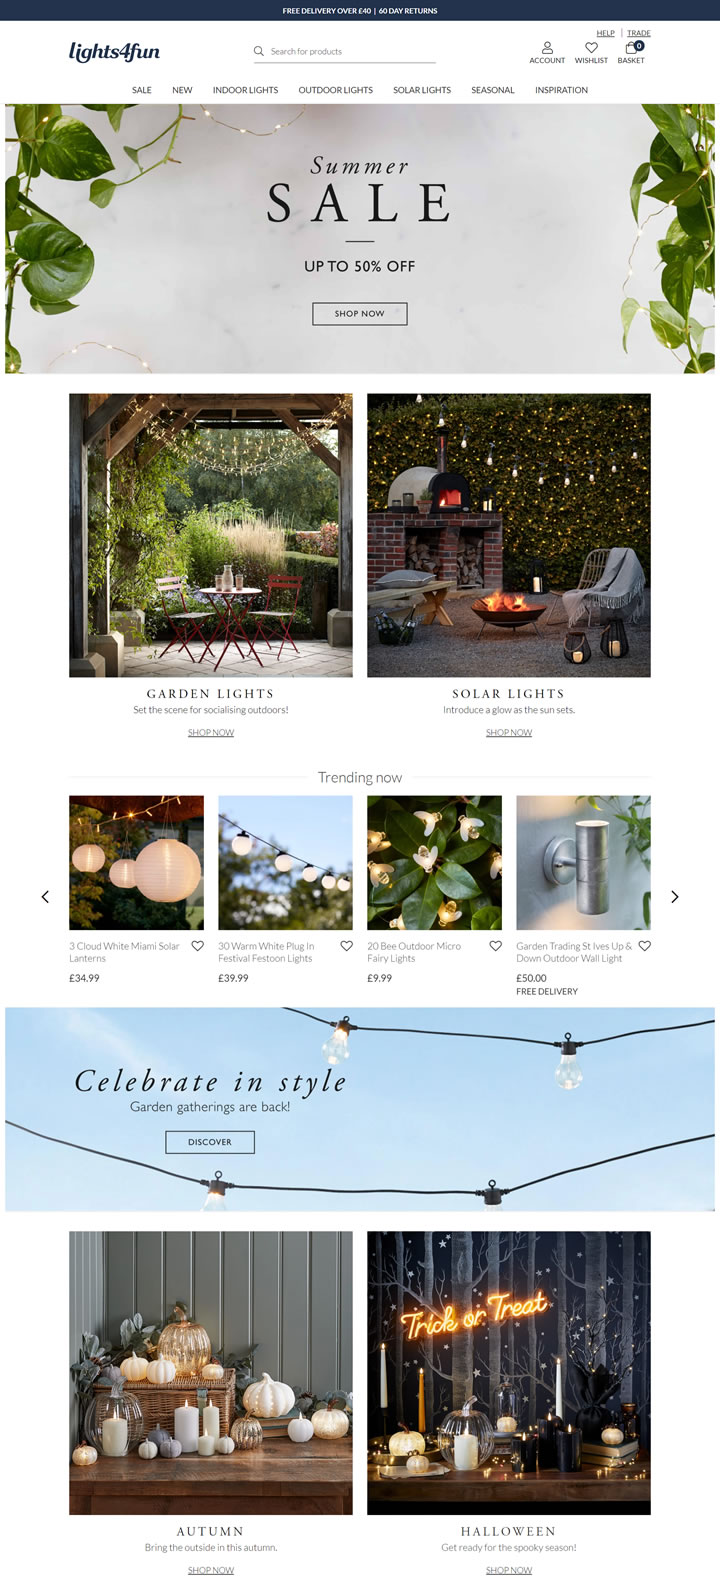 FREE DELIVERY OVER £40 | 60 DAY RETURNS
HELP | TRADE
lights4fun
Search for products
ACCOUNT
WISHLIST
0
BASKET
SALE NEW INDOOR LIGHTS OUTDOOR LIGHTS SOLAR LIGHTS SEASONAL INSPIRATION
Summer
SALE
UP TO 50% OFF
SHOP NOW
GARDEN LIGHTS
Set the scene for socialising outdoors!
SHOP NOW
SOLAR LIGHTS
Introduce a glow as the sun sets.
SHOP NOW
Trending now
3 Cloud White Miami Solar
Lanterns
£34.99
30 Warm White Plug In
Festival Festoon Lights
£39.99
20 Bee Outdoor Micro
Fairy Lights
£9.99
Garden Trading St Ives Up &
Down Outdoor Wall Light
£50.00
FREE DELIVERY
Celebrate in style
Garden gatherings are back!
DISCOVER
Trick or Treat
AUTUMN
Bring the outside in this autumn.
SHOP NOW
HALLOWEEN
Get ready for the spooky season!
SHOP NOW